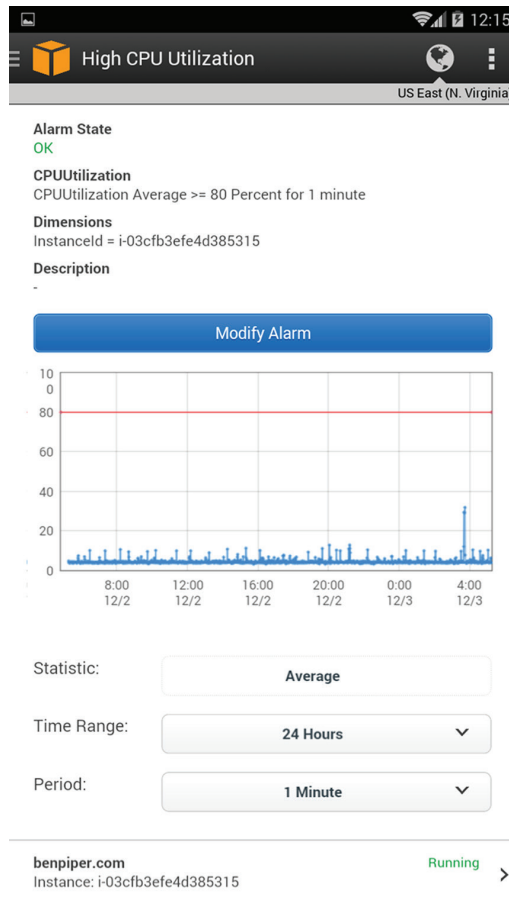 12:15
High CPU Utilization
US East (N. Virginia)
Alarm State
OK
CPUUtilization
CPUUtilization Average >= 80 Percent for 1 minute
Dimensions
InstanceId = i-03cfb3efe4d385315
Description
-
Modify Alarm
10
0
80
60
40
20
0
8:00 12:00 16:00 20:00 0:00 4:00
12/2 12/2 12/2 12/2 12/3 12/3
Statistic: Average
Time Range: 24 Hours
Period: 1 Minute
benpiper.com Running
Instance: i-03cfb3efe4d385315